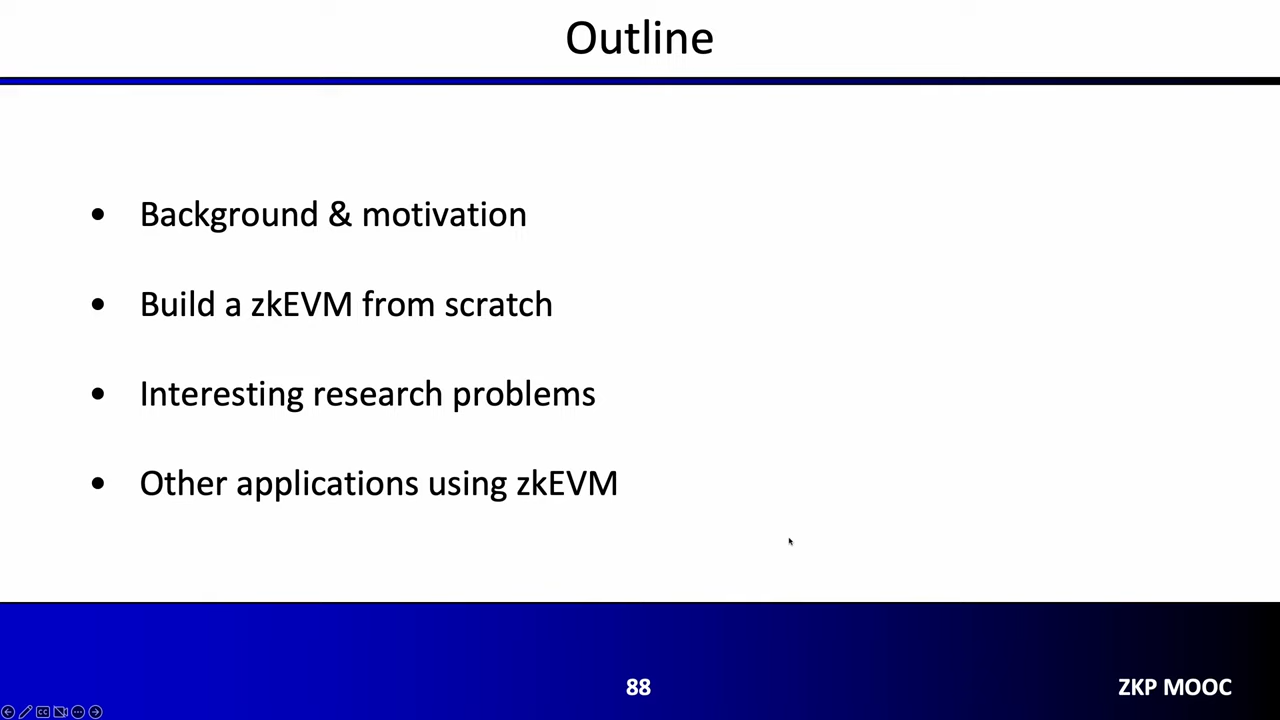 Outline
• Background & motivation
• Build a zkEVM from scratch
• Interesting research problems
• Other applications using zkEVM
88
ZKP MOOC